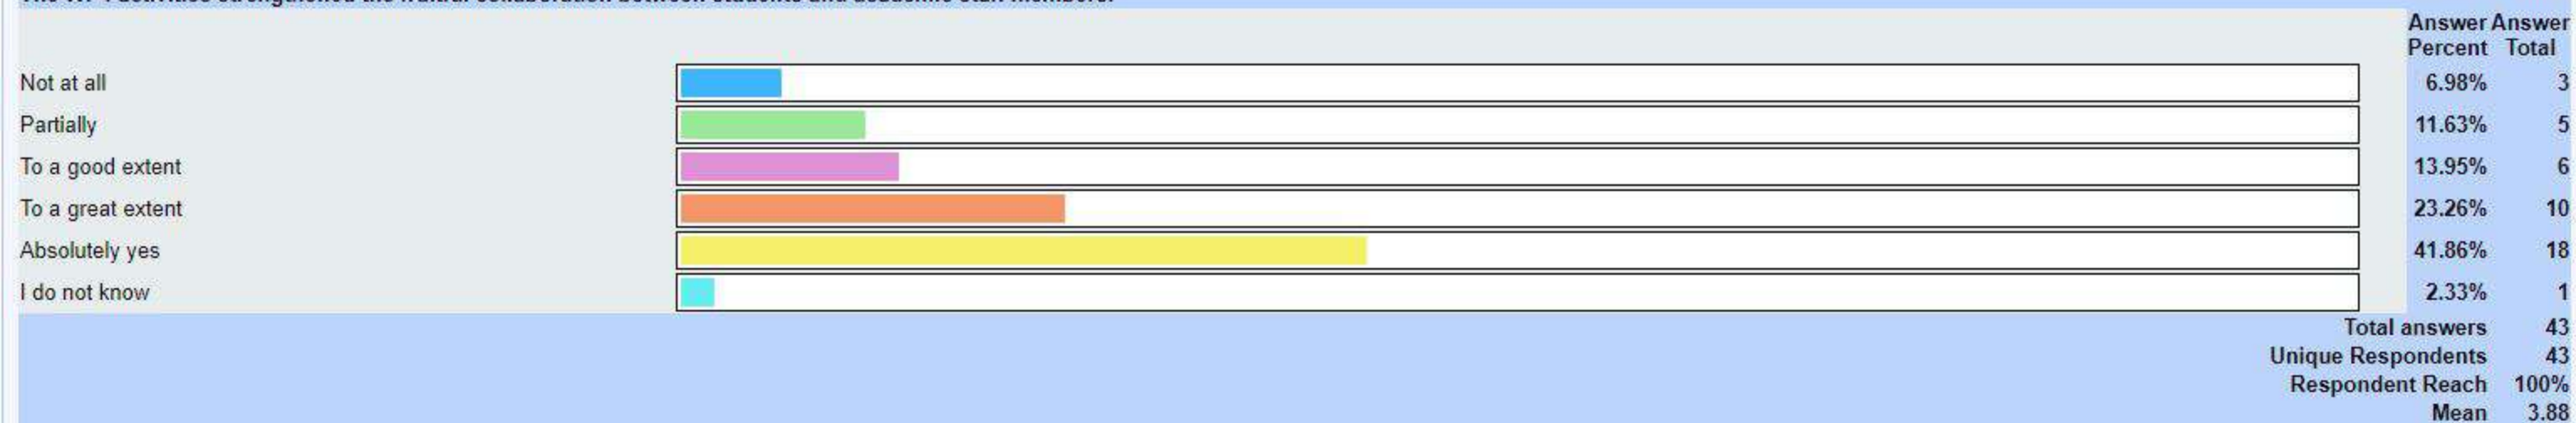 Answer Answer
Percent Total
Not at all 6.98% 3
Partially 11.63% 5
To a good extent 13.95% 6
To a great extent 23.26% 10
Absolutely yes 41.86% 18
I do not know 2.33% 1
Total answers 43
Unique Respondents 43
Respondent Reach 100%
Mean 3.88